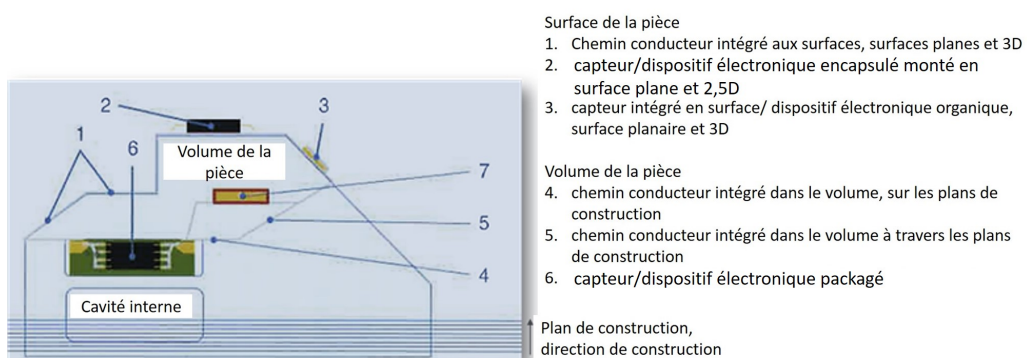 Surface de la pièce
1. Chemin conducteur intégré aux surfaces, surfaces planes et 3D
2. capteur/dispositif électronique encapsulé monté en
surface plane et 2,5D
3. capteur intégré en surface/ dispositif électronique organique,
surface planaire et 3D
Volume de la pièce
4. chemin conducteur intégré dans le volume, sur les plans de
construction
5. chemin conducteur intégré dans le volume à travers les plans
de construction
6. capteur/dispositif électronique packagé
Plan de construction,
direction de construction
2
3
1
6
Volume de la
pièce
7
5
4
Cavité interne